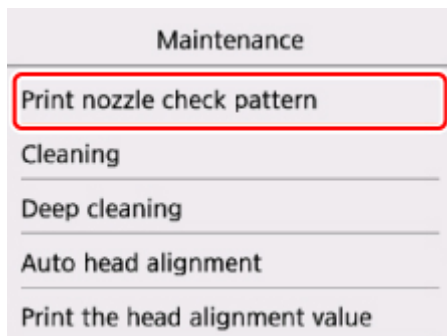 Maintenance
Print nozzle check pattern
Cleaning
Deep cleaning
Auto head alignment
Print the head alignment value